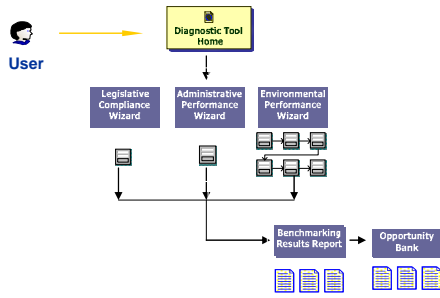 Diagnostic Tool
Home
User
Legislative
Compliance
Wizard
Administrative
Performance
Wizard
Environmental
Performance
Wizard
Benchmarking
Results Report
Opportunity
Bank